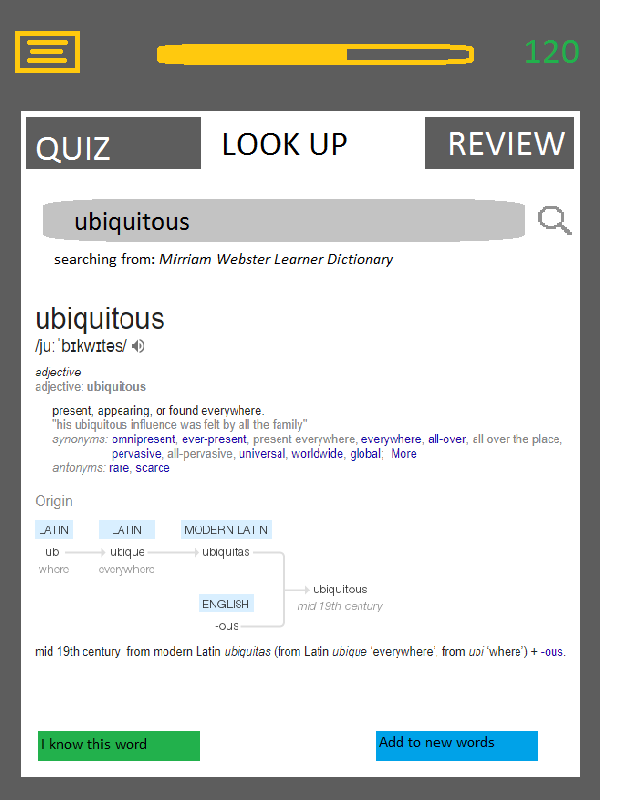 120
QUIZ LOOK UP REVIEW
ubiquitous
searching from: Mirriam Webster Learner Dictionary
ubiquitous
/juːˈbɪkwɪtəs/
adjective
adjective: ubiquitous
present, appearing, or found everywhere.
"his ubiquitous influence was felt by all the family"
synonyms: omnipresent, ever-present, present everywhere, everywhere, all-over, all over the place,
pervasive, all-pervasive, universal, worldwide, global; More
antonyms: rare, scarce
Origin
LATIN LATIN MODERN LATIN
ub ubique ubiquitas
where everywhere
ubiquitous
ENGLISH mid 19th century
-ous
mid 19th century: from modern Latin ubiquitas (from Latin ubique 'everywhere', from ubi 'where') + -ous.
I know this word Add to new words